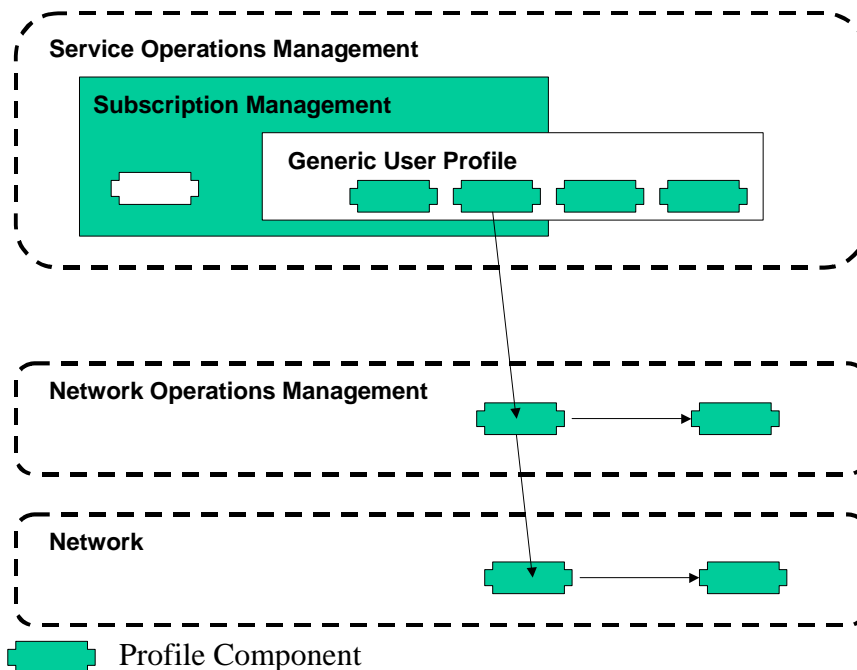 Service Operations Management
Subscription Management
Generic User Profile
Network Operations Management
Network
Profile Component